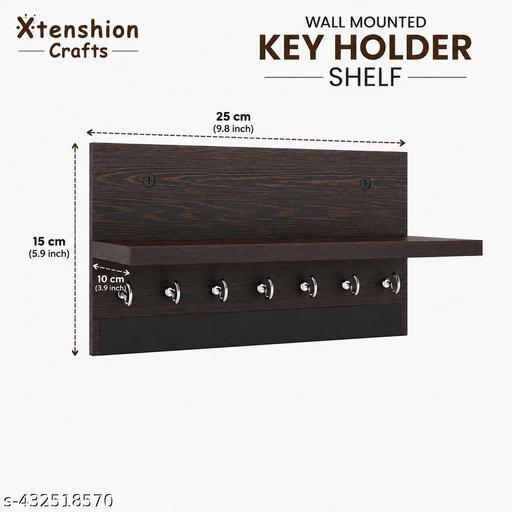 Xtenshion
Crafts
WALL MOUNTED
KEY HOLDER
SHELF
25 cm
(9.8 inch)
15 cm
(5.9 inch)
10 cm
(3.9 inch)
s-432518570